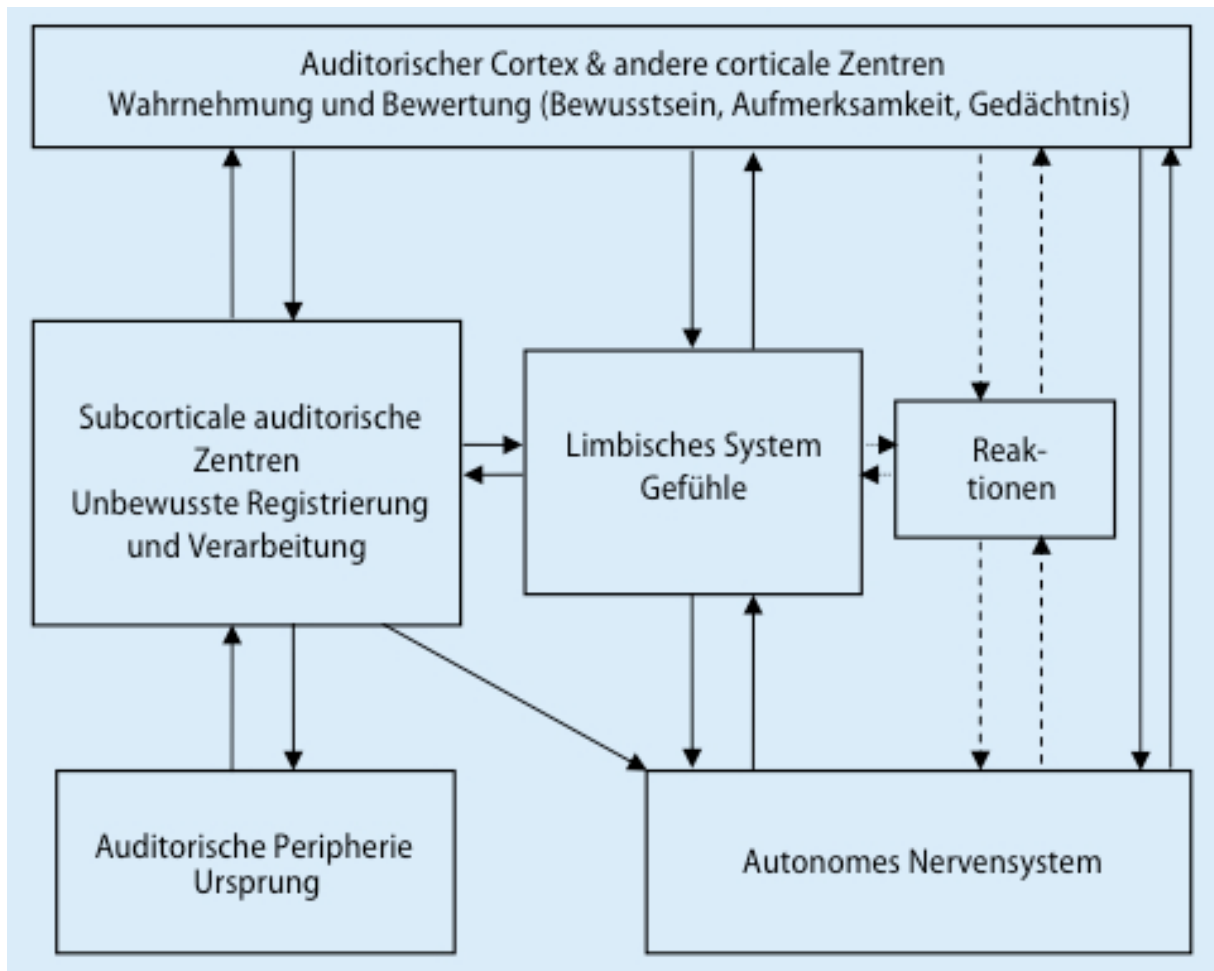 Auditorischer Cortex & andere corticale Zentren
Wahrnehmung und Bewertung (Bewusstsein, Aufmerksamkeit, Gedächtnis)
Subcorticale auditorische
Zentren
Unbewusste Registrierung
und Verarbeitung
Limbisches System
Gefühle
Reak-
tionen
Auditorische Peripherie
Ursprung
Autonomes Nervensystem